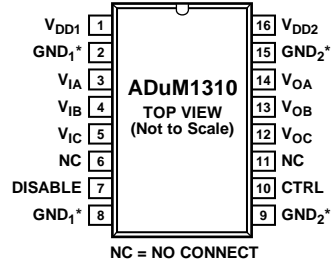 V_DD1 1 16 V_DD2
GND_1* 2 15 GND_2*
V_IA 3 ADuM1310 14 V_OA
V_IB 4 TOP VIEW 13 V_OB
V_IC 5 (Not to Scale) 12 V_OC
NC 6 11 NC
DISABLE 7 10 CTRL
GND_1* 8 9 GND_2*
NC = NO CONNECT